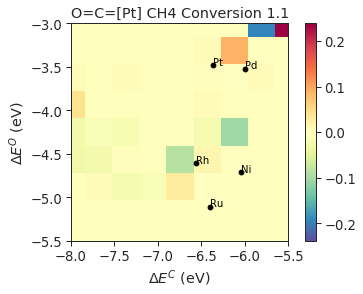 O=C=[Pt] CH4 Conversion 1.1
−3.0
−3.5
−4.0
−4.5
−5.0
−5.5
ΔE^O (eV)
Pt
Pd
Rh
Ni
Ru
−8.0 −7.5 −7.0 −6.5 −6.0 −5.5
ΔE^C (eV)
0.2
0.1
0.0
−0.1
−0.2